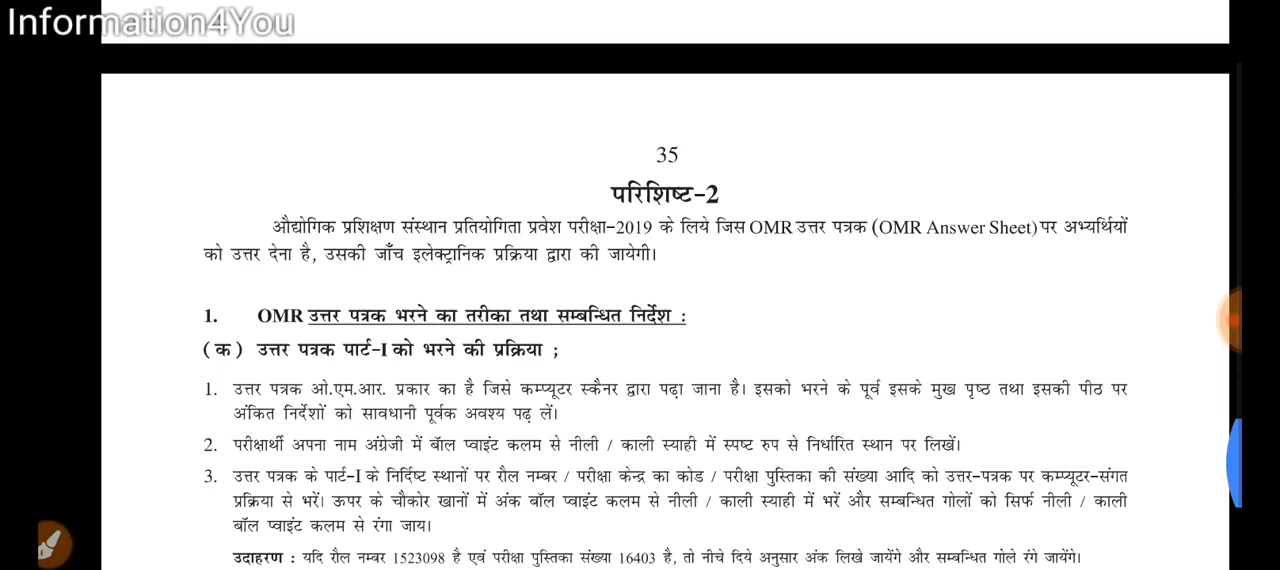 Information4You
35
परिशिष्ट-2
औद्योगिक प्रशिक्षण संस्थान प्रतियोगिता प्रवेश परीक्षा-2019 के लिये जिस OMR उत्तर पत्रक (OMR Answer Sheet) पर अभ्यर्थियों
को उत्तर देना है, उसकी जाँच इलेक्ट्रानिक प्रक्रिया द्वारा की जायेगी।
1. OMR उत्तर पत्रक भरने का तरीका तथा सम्बन्धित निर्देश :
(क) उत्तर पत्रक पार्ट-I को भरने की प्रक्रिया ;
1. उत्तर पत्रक ओ.एम.आर. प्रकार का है जिसे कम्प्यूटर स्कैनर द्वारा पढ़ा जाना है। इसको भरने के पूर्व इसके मुख पृष्ठ तथा इसकी पीठ पर
अंकित निर्देशों को सावधानी पूर्वक अवश्य पढ़ लें।
2. परीक्षार्थी अपना नाम अंग्रेजी में बॉल प्वाइंट कलम से नीली / काली स्याही में स्पष्ट रुप से निर्धारित स्थान पर लिखें।
3. उत्तर पत्रक के पार्ट-I के निर्दिष्ट स्थानों पर रौल नम्बर / परीक्षा केन्द्र का कोड / परीक्षा पुस्तिका की संख्या आदि को उत्तर-पत्रक पर कम्प्यूटर-संगत
प्रक्रिया से भरें। ऊपर के चौकोर खानों में अंक बॉल प्वाइंट कलम से नीली / काली स्याही में भरें और सम्बन्धित गोलों को सिर्फ नीली / काली
बॉल प्वाइंट कलम से रंगा जाय।
उदाहरण : यदि रौल नम्बर 1523098 है एवं परीक्षा पुस्तिका संख्या 16403 है, तो नीचे दिये अनुसार अंक लिखे जायेंगे और सम्बन्धित गोले रंगे जायेंगे।